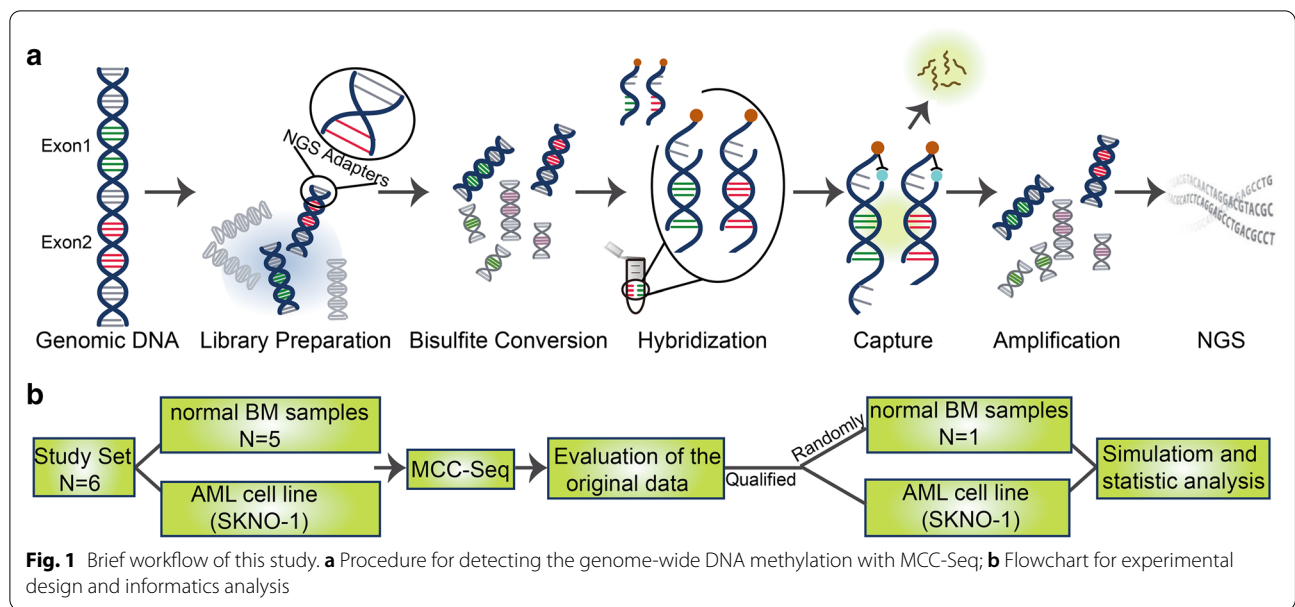 a
Exon1
Exon2
NGS Adapters
Genomic DNA
Library Preparation
Bisulfite Conversion
Hybridization
Capture
Amplification
NGS
b
Study Set
N=6
normal BM samples
N=5
AML cell line
(SKNO-1)
MCC-Seq
Evaluation of the
original data
Qualified
Randomly
normal BM samples
N=1
AML cell line
(SKNO-1)
Simulatiom and
statistic analysis
Fig. 1 Brief workflow of this study. a Procedure for detecting the genome-wide DNA methylation with MCC-Seq; b Flowchart for experimental
design and informatics analysis